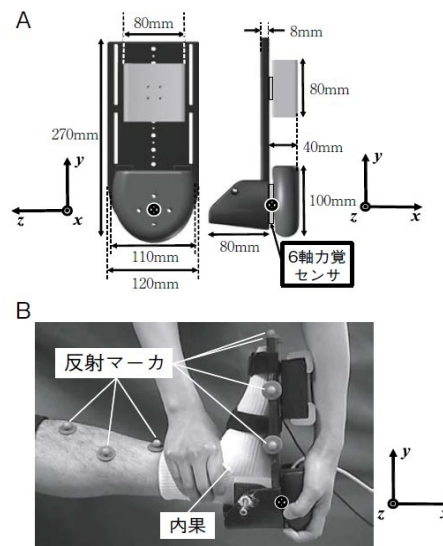 A
80mm
8mm
270mm
80mm
40mm
100mm
y
z
x
y
z
x
110mm
120mm
80mm
6軸力覚
センサ
B
反射マーカ
内果
y
z
x